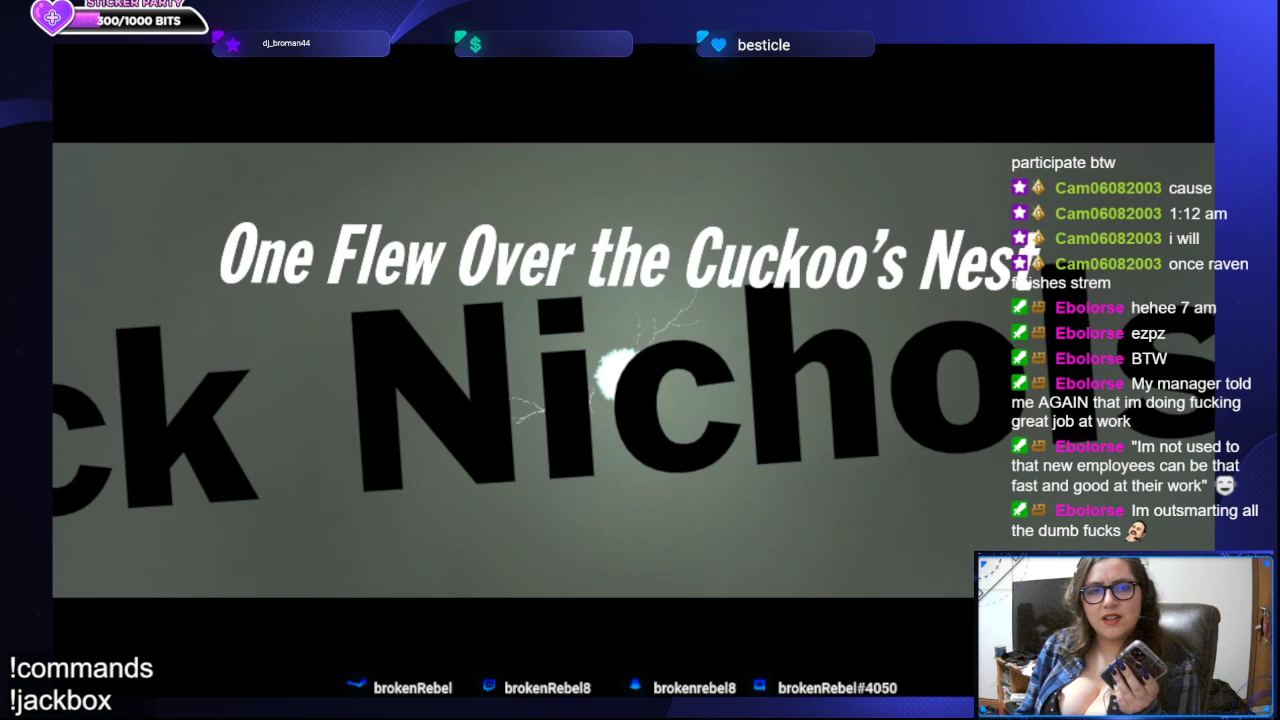 STICKER PARTY
300/1000 BITS
dj_broman44
besticle
participate btw
Cam06082003 cause
Cam06082003 1:12 am
Cam06082003 i will
Cam06082003 once raven
finishes strem
Ebolorse hehee 7 am
Ebolorse ezpz
Ebolorse BTW
Ebolorse My manager told
me AGAIN that im doing fucking
great job at work
Ebolorse "Im not used to
that new employees can be that
fast and good at their work"
Ebolorse Im outsmarting all
the dumb fucks
One Flew Over the Cuckoo's Nest
ck Nichols
!commands
!jackbox
brokenRebel
brokenRebel8
brokenrebel8
brokenRebel#4050